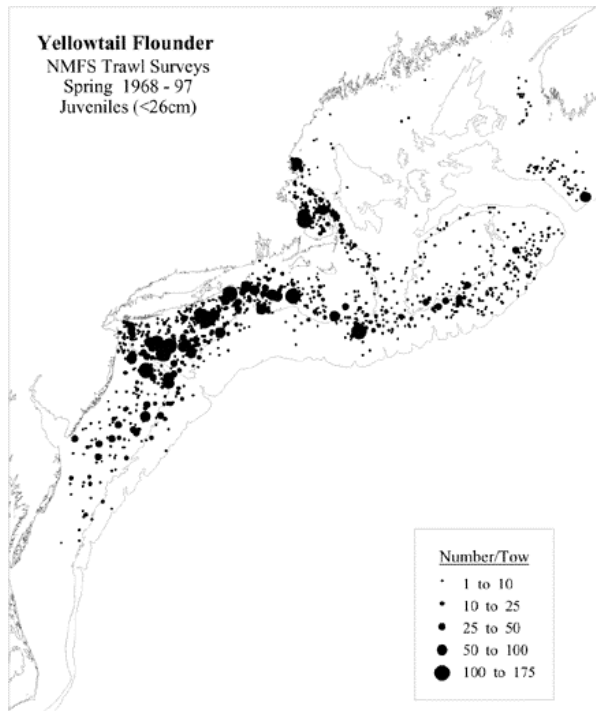 Yellowtail Flounder
NMFS Trawl Surveys
Spring 1968 - 97
Juveniles (<26cm)
Number/Tow
1 to 10
10 to 25
25 to 50
50 to 100
100 to 175